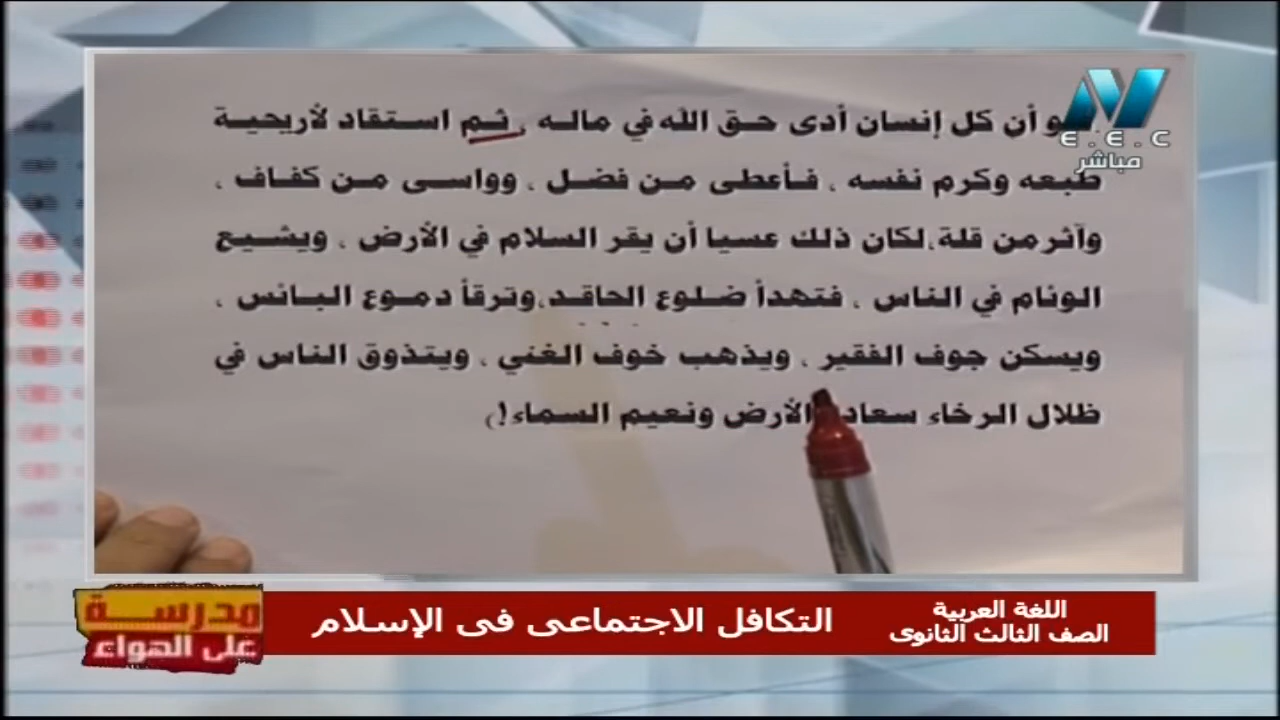 و أن كل إنسان أدى حق الله في ماله ، ثم استقاد لأريحية
طبعه وكرم نفسه ، فأعطى من فضل ، وواسى من كفاف ،
وآثر من قلة، لكان ذلك عسيا أن يقر السلام في الأرض ، ويشيع
الوئام في الناس ، فتهدأ ضلوع الحاقد، وترقأ دموع البائس ،
ويسكن جوف الفقير ، ويذهب خوف الغني ، ويتذوق الناس في
ظلال الرخاء سعاد الأرض ونعيم السماء!)
E.E.C
مباشر
اللغة العربية
الصف الثالث الثانوى
التكافل الاجتماعى فى الإسلام
مدرسة
على الهواء